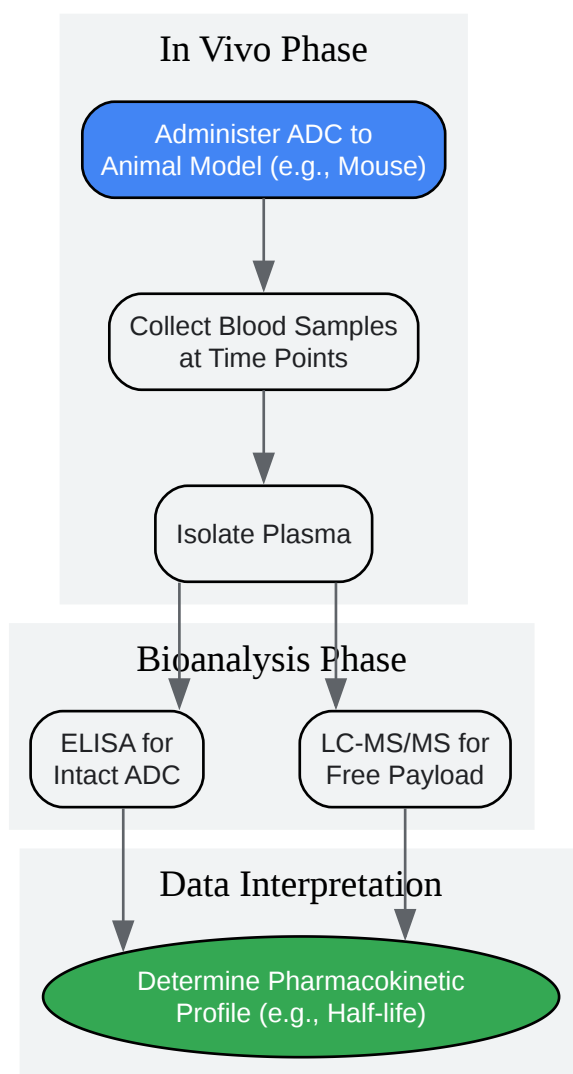 In Vivo Phase
Administer ADC to
Animal Model (e.g., Mouse)
Collect Blood Samples
at Time Points
Isolate Plasma
Bioanalysis Phase
ELISA for
Intact ADC
LC-MS/MS for
Free Payload
Data Interpretation
Determine Pharmacokinetic
Profile (e.g., Half-life)